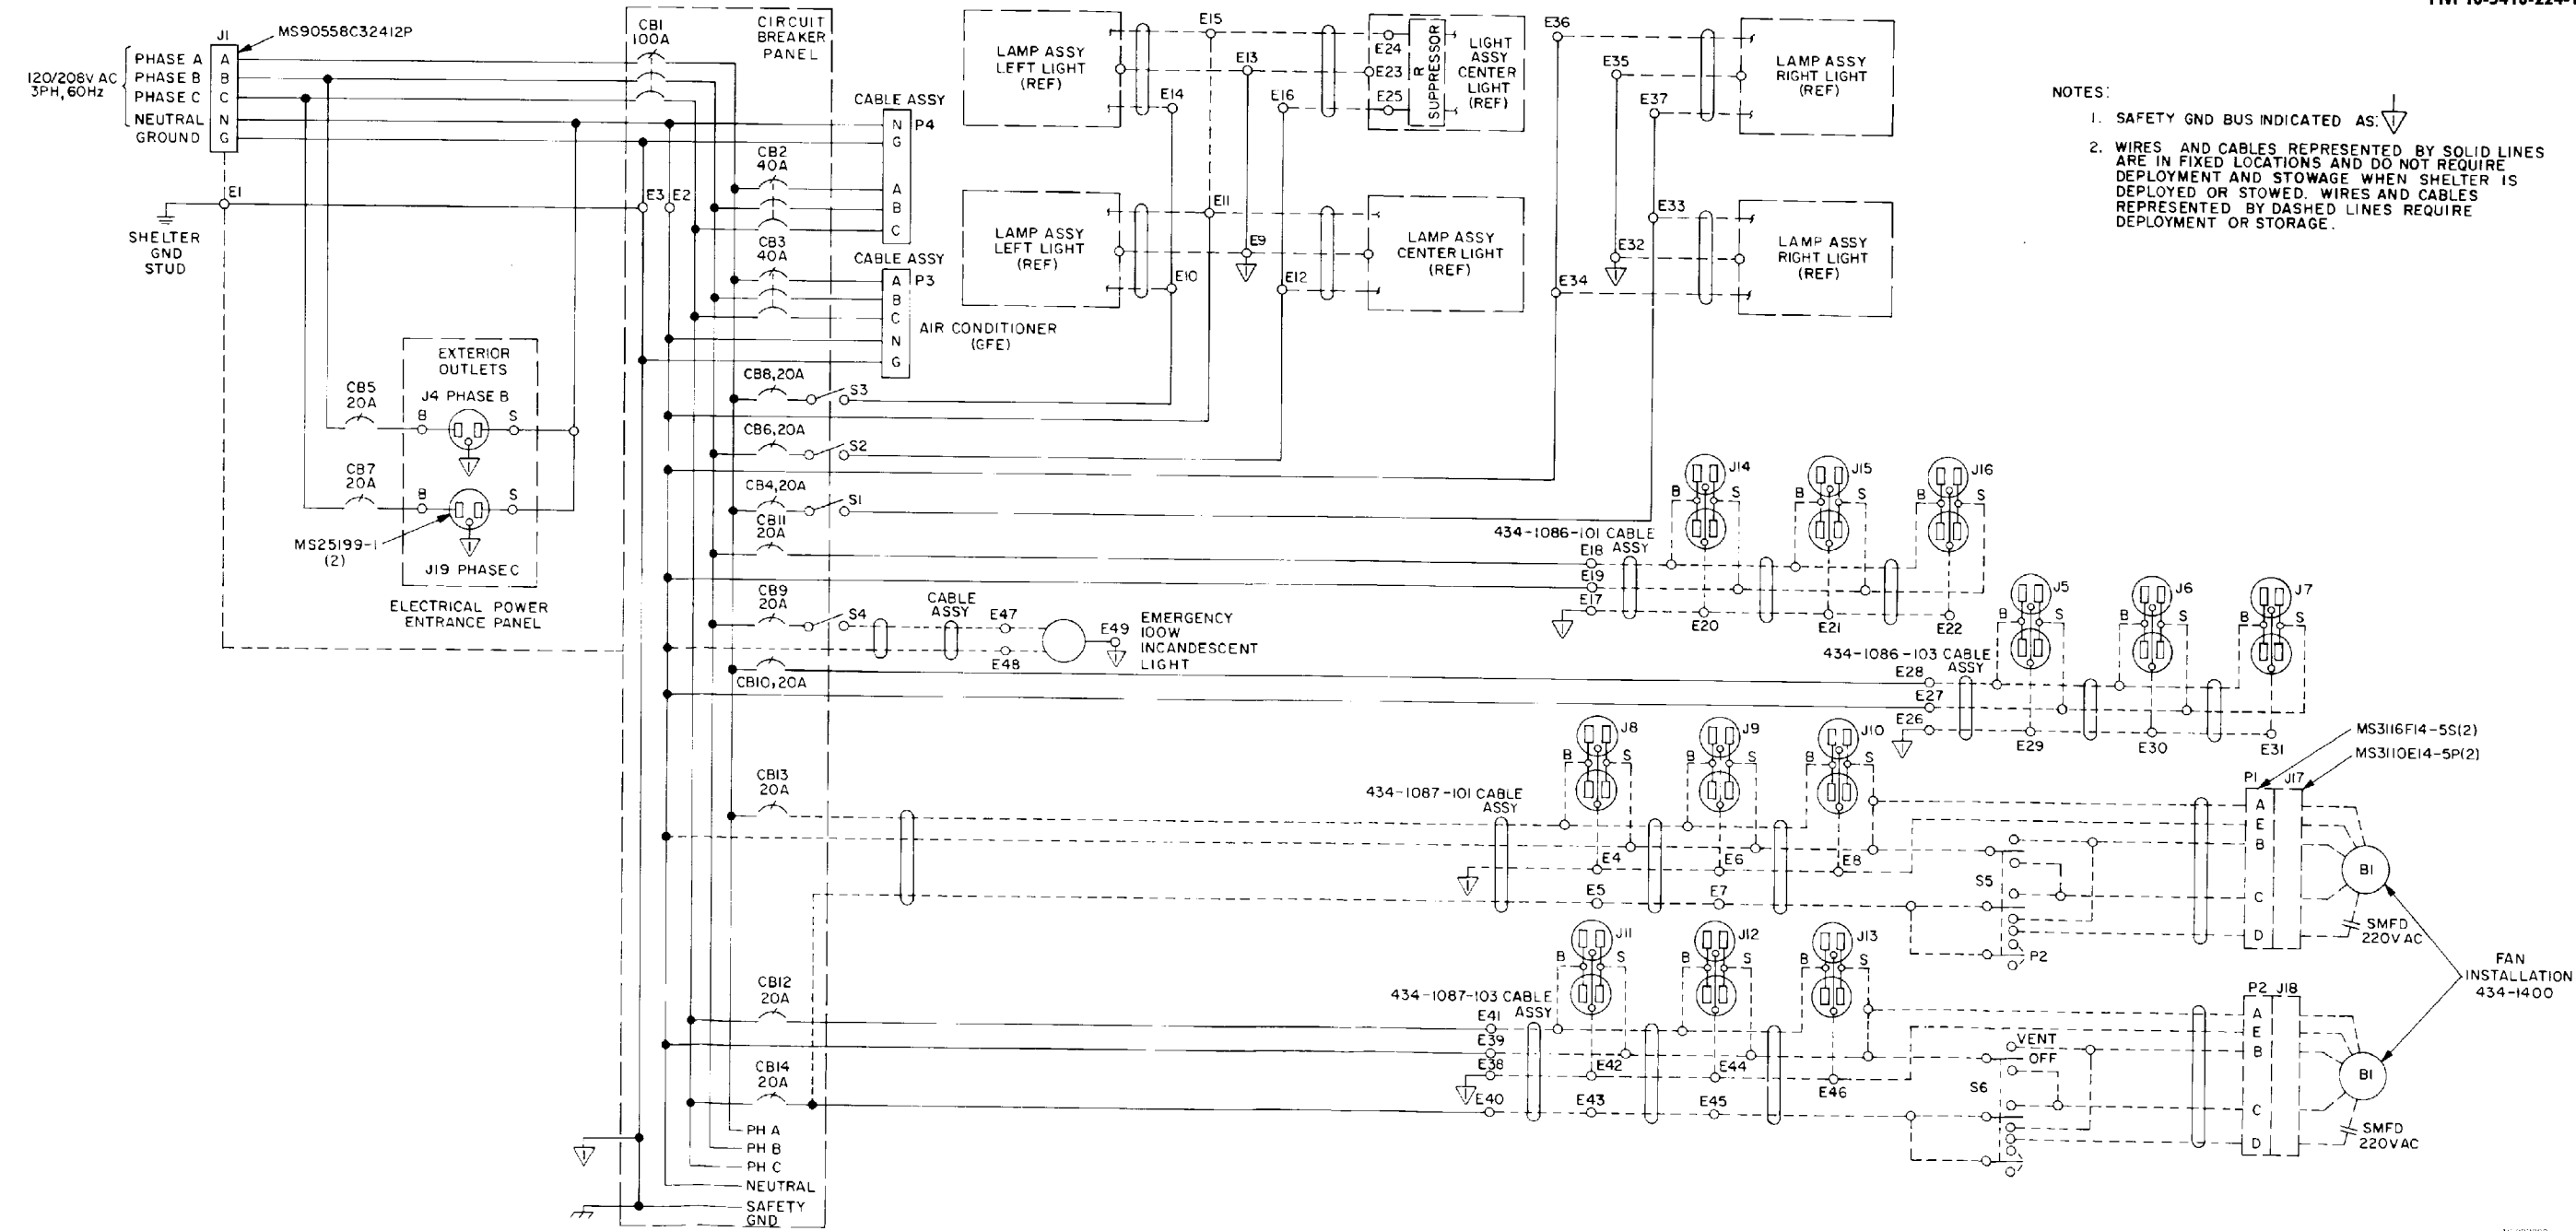 J1
MS90558C32412P
PHASE A
PHASE B
PHASE C
NEUTRAL
GROUND
A
B
C
N
G
120/208V AC
3PH, 60Hz
E1
SHELTER
GND
STUD
CB5
20A
CB7
20A
EXTERIOR
OUTLETS
J4 PHASE B
B
S
B
S
MS25199-1
(2)
J19 PHASE C
ELECTRICAL POWER
ENTRANCE PANEL
CB1
100A
CIRCUIT
BREAKER
PANEL
E3
E2
CB2
40A
CB3
40A
CABLE ASSY
N
G
A
B
C
P4
CABLE ASSY
A
B
C
N
G
P3
AIR CONDITIONER
(GFE)
CB8, 20A
S3
CB6, 20A
S2
CB4, 20A
S1
CB11
20A
CB9
20A
S4
CABLE
ASSY
E47
E48
E49
EMERGENCY
100W
INCANDESCENT
LIGHT
CB10, 20A
CB13
20A
CB12
20A
CB14
20A
PH A
PH B
PH C
NEUTRAL
SAFETY
GND
LAMP ASSY
LEFT LIGHT
(REF)
E15
E13
E14
E16
E24
E23
E25
R
SUPPRESSOR
LIGHT
ASSY
CENTER
LIGHT
(REF)
LAMP ASSY
LEFT LIGHT
(REF)
E11
E9
E10
E12
LAMP ASSY
CENTER LIGHT
(REF)
E36
E35
E37
LAMP ASSY
RIGHT LIGHT
(REF)
E33
E32
E34
LAMP ASSY
RIGHT LIGHT
(REF)
NOTES:
1. SAFETY GND BUS INDICATED AS:
2. WIRES AND CABLES REPRESENTED BY SOLID LINES
ARE IN FIXED LOCATIONS AND DO NOT REQUIRE
DEPLOYMENT AND STOWAGE WHEN SHELTER IS
DEPLOYED OR STOWED. WIRES AND CABLES
REPRESENTED BY DASHED LINES REQUIRE
DEPLOYMENT OR STORAGE.
434-1086-101 CABLE
ASSY
E18
E19
E17
J14
B
S
J15
B
S
J16
B
S
E20
E21
E22
434-1086-103 CABLE
ASSY
E28
E27
E26
J5
B
S
J6
B
S
J7
B
S
E29
E30
E31
434-1087-101 CABLE
ASSY
J8
B
S
J9
B
S
J10
B
S
E4
E6
E8
E5
E7
S5
P2
P1
J17
A
E
B
C
D
MS3116F14-5S(2)
MS3110E14-5P(2)
B1
5MFD
220VAC
434-1087-103 CABLE
ASSY
E41
E39
E38
E40
J11
B
S
J12
B
S
J13
B
S
E42
E44
E46
E43
E45
VENT
OFF
S6
P2
J18
A
E
B
C
D
B1
5MFD
220VAC
FAN
INSTALLATION
434-1400